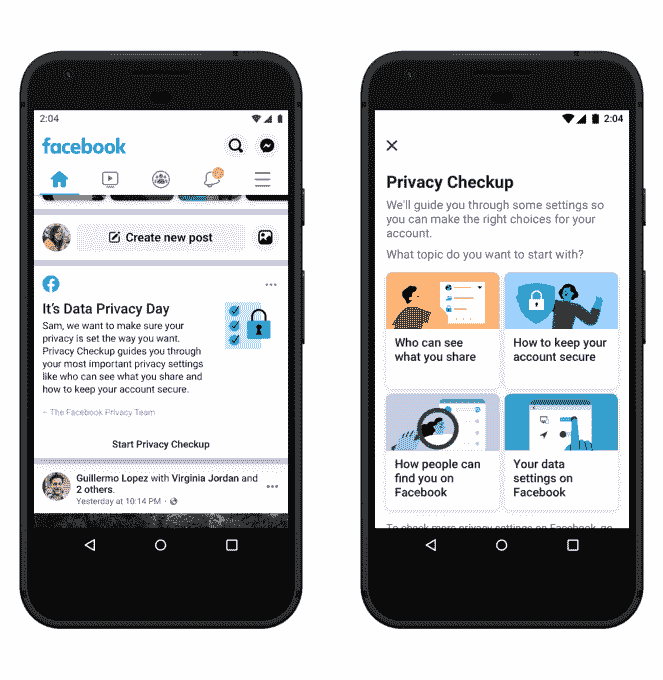 2:04
facebook
Create new post
It's Data Privacy Day
Sam, we want to make sure your
privacy is set the way you want.
Privacy Checkup guides you through
your most important privacy settings
like who can see what you share and
how to keep your account secure.
– The Facebook Privacy Team
Start Privacy Checkup
Guillermo Lopez with Virginia Jordan and
2 others.
Yesterday at 10:14 PM ·
2:04
Privacy Checkup
We'll guide you through some settings so
you can make the right choices for your
account.
What topic do you want to start with?
Who can see
what you share
How to keep your
account secure
How people can
find you on
Facebook
Your data
settings on
Facebook
To check more privacy settings on Facebook, go